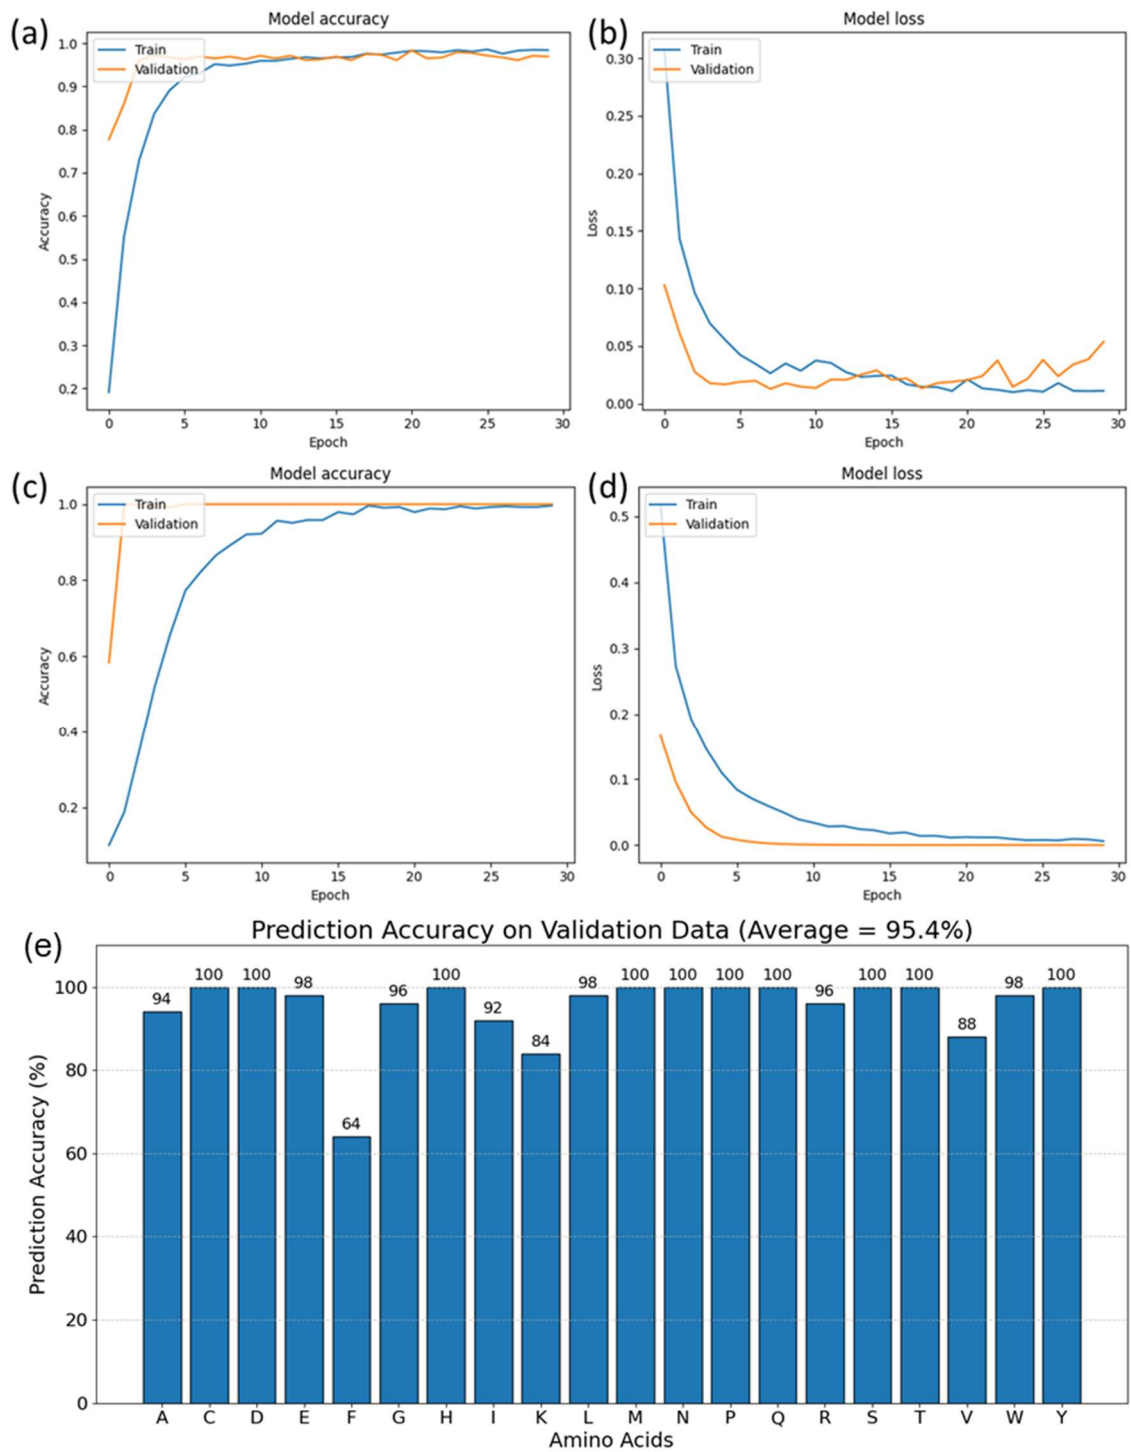 (a)
Model accuracy
Train
Validation
1.0
0.9
0.8
0.7
0.6
0.5
0.4
0.3
0.2
Accuracy
0 5 10 15 20 25 30
Epoch
(b)
Model loss
Train
Validation
0.30
0.25
0.20
0.15
0.10
0.05
0.00
Loss
0 5 10 15 20 25 30
Epoch
(c)
Model accuracy
Train
Validation
1.0
0.8
0.6
0.4
0.2
Accuracy
0 5 10 15 20 25 30
Epoch
(d)
Model loss
Train
Validation
0.5
0.4
0.3
0.2
0.1
0.0
Loss
0 5 10 15 20 25 30
Epoch
(e)
Prediction Accuracy on Validation Data (Average = 95.4%)
94 100 100 98 64 96 100 92 84 98 100 100 100 100 96 100 100 88 98 100
100
80
60
40
20
0
Prediction Accuracy (%)
A C D E F G H I K L M N P Q R S T V W Y
Amino Acids